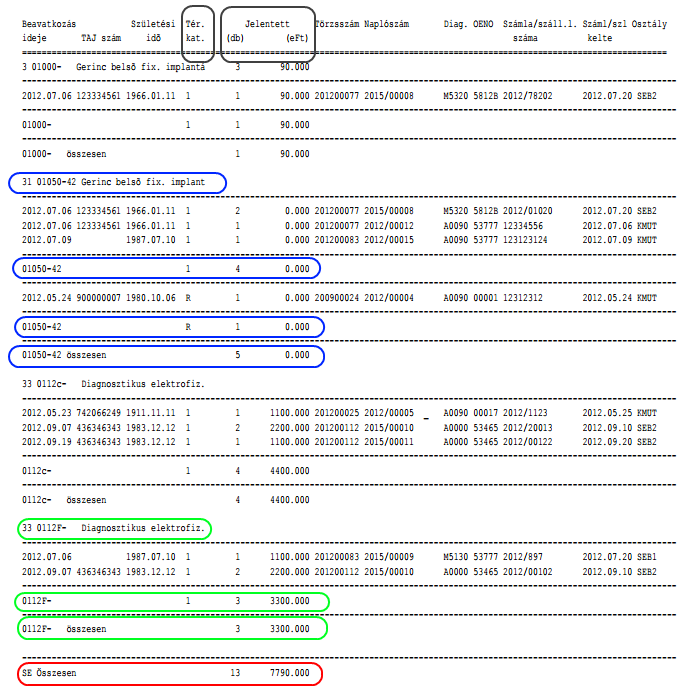 Beavatkozás Születési Tér. Jelentett Törzsszám Naplószám Diag. OENO Számla/száll.l. Száml/szl Osztály
ideje TAJ szám idő kat. (db) (eFt) száma kelte
3 01000- Gerinc belső fix. implantá 3 90.000
2012.07.06 123334561 1966.01.11 1 1 90.000 201200077 2015/00008 M5320 5812B 2012/78202 2012.07.20 SEB2
01000- 1 1 90.000
01000- összesen 1 90.000
31 01050-42 Gerinc belső fix. implant
2012.07.06 123334561 1966.01.11 1 2 0.000 201200077 2015/00008 M5320 5812B 2012/01020 2012.07.20 SEB2
2012.07.06 123334561 1966.01.11 1 1 0.000 201200077 2012/00012 A0090 53777 12334556 2012.07.06 KMUT
2012.07.09 1987.07.10 1 1 0.000 201200083 2012/00015 A0090 53777 123123124 2012.07.09 KMUT
01050-42 1 4 0.000
2012.05.24 900000007 1980.10.06 R 1 0.000 200900024 2012/00004 A0090 00001 12312312 2012.05.24 KMUT
01050-42 R 1 0.000
01050-42 összesen 5 0.000
33 0112c- Diagnosztikus elektrofiz.
2012.05.23 742066249 1911.11.11 1 1 1100.000 201200025 2012/00005 A0090 00017 2012/1123 2012.05.25 KMUT
2012.09.07 436346343 1983.12.12 1 2 2200.000 201200112 2015/00010 A0000 53465 2012/20013 2012.09.10 SEB2
2012.09.19 436346343 1983.12.12 1 1 1100.000 201200112 2015/00011 A0000 53465 2012/00122 2012.09.20 SEB2
0112c- 1 4 4400.000
0112c- összesen 4 4400.000
33 0112F- Diagnosztikus elektrofiz.
2012.07.06 1987.07.10 1 1 1100.000 201200083 2015/00009 M5130 53777 2012/897 2012.07.20 SEB1
2012.09.07 436346343 1983.12.12 1 2 2200.000 201200112 2015/00010 A0000 53465 2012/00102 2012.09.10 SEB2
0112F- 1 3 3300.000
0112F- összesen 3 3300.000
SE Összesen 13 7790.000